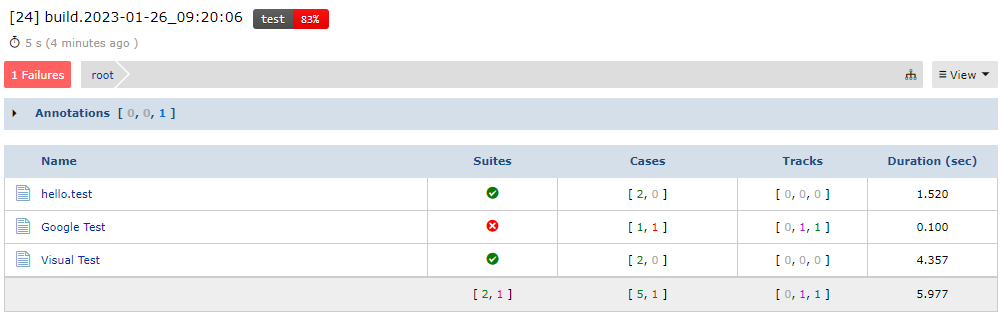 [24] build.2023-01-26_09:20:06 test 83%
5 s (4 minutes ago )
1 Failures root View
Annotations [ 0, 0, 1 ]
Name Suites Cases Tracks Duration (sec)
hello.test [ 2, 0 ] [ 0, 0, 0 ] 1.520
Google Test [ 1, 1 ] [ 0, 1, 1 ] 0.100
Visual Test [ 2, 0 ] [ 0, 0, 0 ] 4.357
[ 2, 1 ] [ 5, 1 ] [ 0, 1, 1 ] 5.977